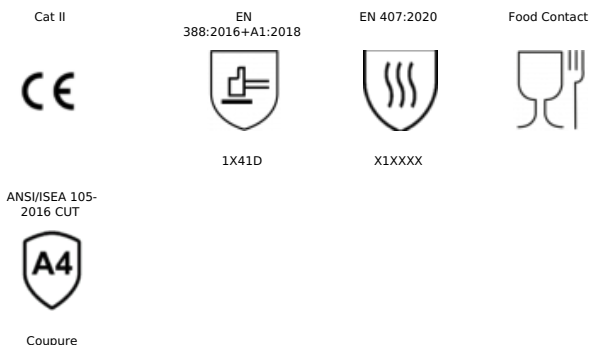 Cat II
EN
388:2016+A1:2018
EN 407:2020
Food Contact
CE
1X41D
X1XXXX
ANSI/ISEA 105-
2016 CUT
A4
Coupure